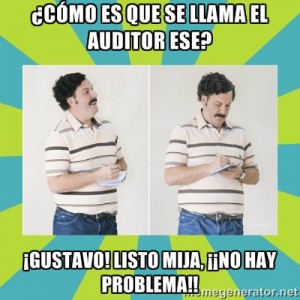 ¿CÓMO ES QUE SE LLAMA EL
AUDITOR ESE?
¡GUSTAVO! LISTO MIJA, ¡¡NO HAY
PROBLEMA!!
memegenerator.net